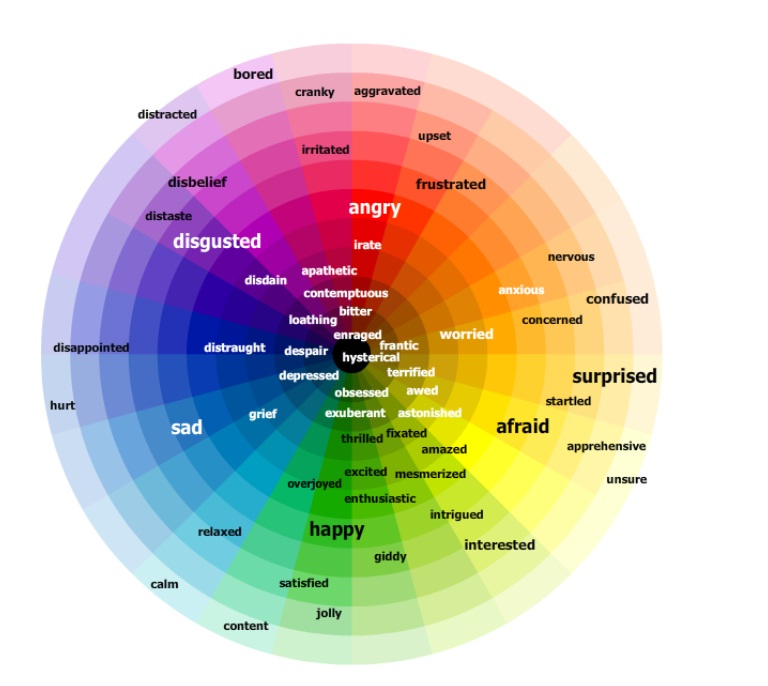 bored
cranky
aggravated
distracted
upset
irritated
disbelief
frustrated
angry
distaste
disgusted
irate
nervous
apathetic
disdain
anxious
contemptuous
confused
bitter
loathing
concerned
enraged
worried
frantic
disappointed
distraught
despair
hysterical
terrified
depressed
surprised
awed
obsessed
startled
hurt
exuberant
astonished
grief
sad
afraid
fixated
thrilled
apprehensive
amazed
excited
mesmerized
unsure
overjoyed
enthusiastic
intrigued
happy
relaxed
interested
giddy
satisfied
calm
jolly
content